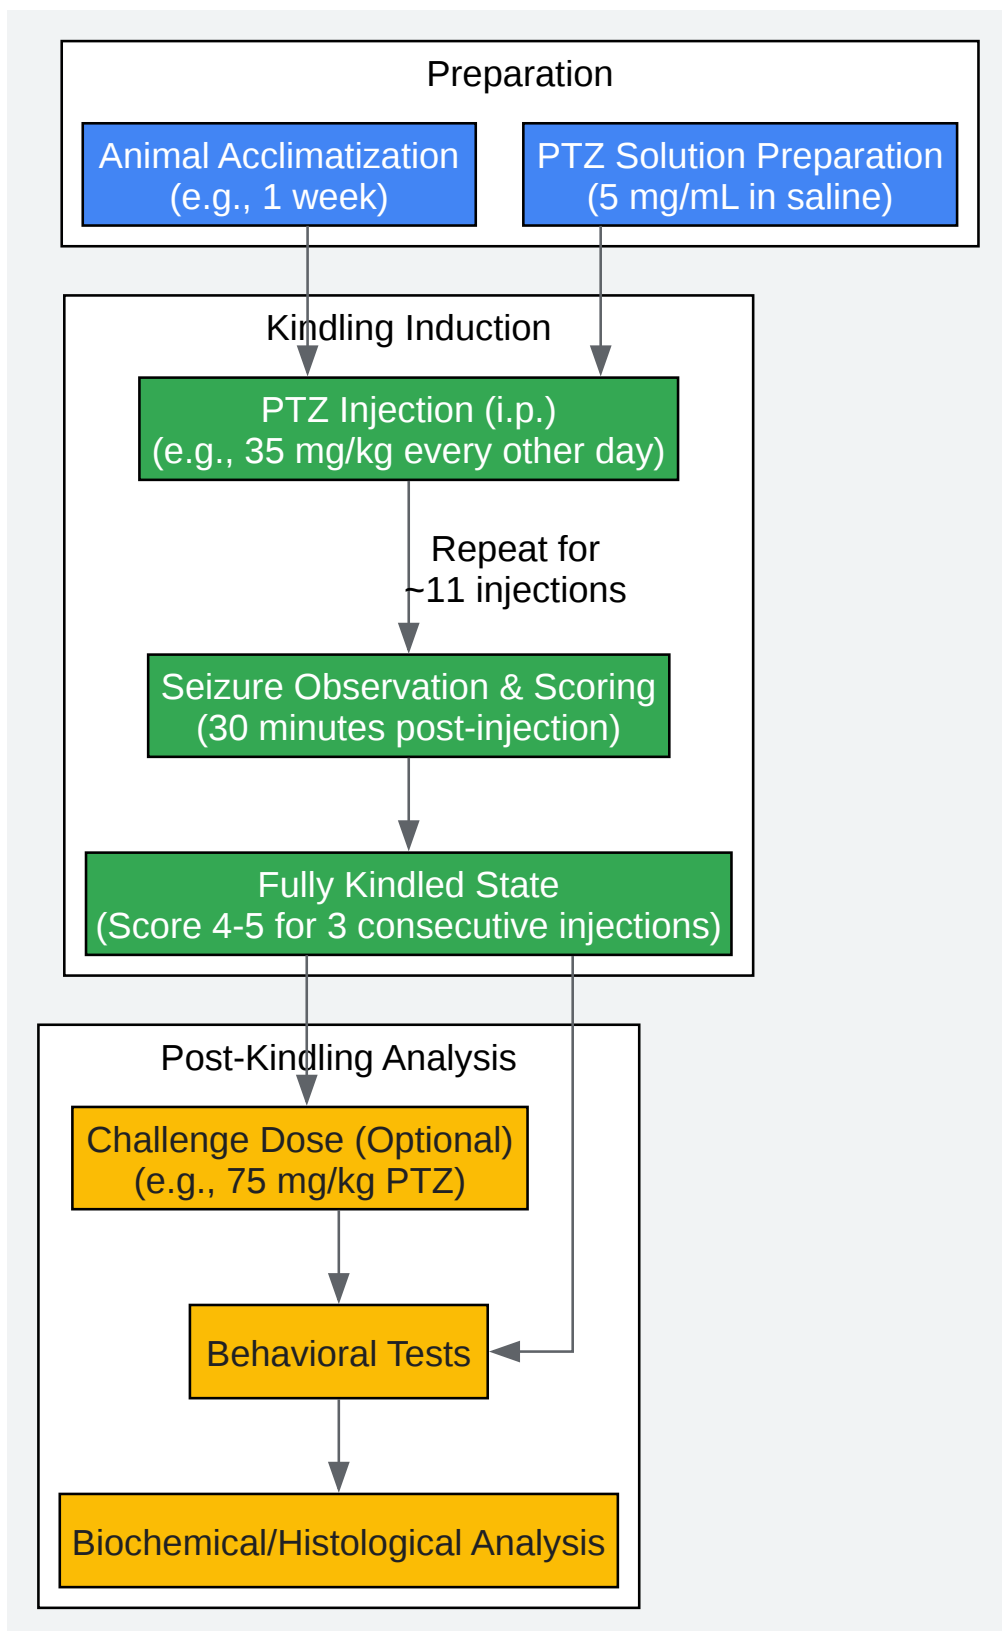 Preparation
Animal Acclimatization
(e.g., 1 week)
PTZ Solution Preparation
(5 mg/mL in saline)
Kindling Induction
PTZ Injection (i.p.)
(e.g., 35 mg/kg every other day)
Repeat for
~11 injections
Seizure Observation & Scoring
(30 minutes post-injection)
Fully Kindled State
(Score 4-5 for 3 consecutive injections)
Post-Kindling Analysis
Challenge Dose (Optional)
(e.g., 75 mg/kg PTZ)
Behavioral Tests
Biochemical/Histological Analysis